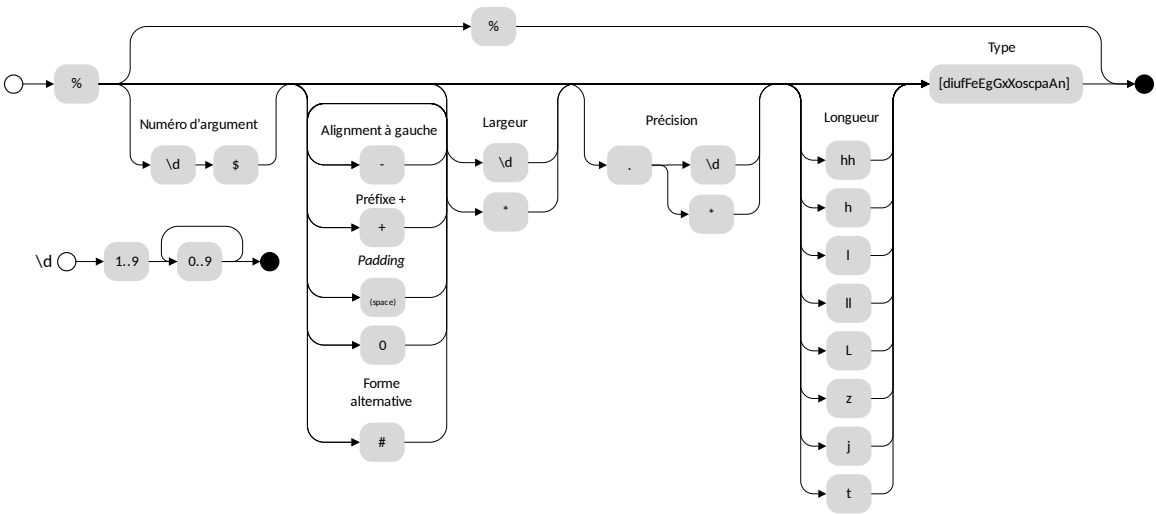 %
Type
%
[diufFeEgGxXoscpaAn]
Numéro d'argument
\d
$
Alignment à gauche
-
Préfixe +
+
Padding
(space)
0
Forme
alternative
#
Largeur
\d
*
Précision
.
\d
*
Longueur
hh
h
l
ll
L
z
j
t
\d
1..9
0..9